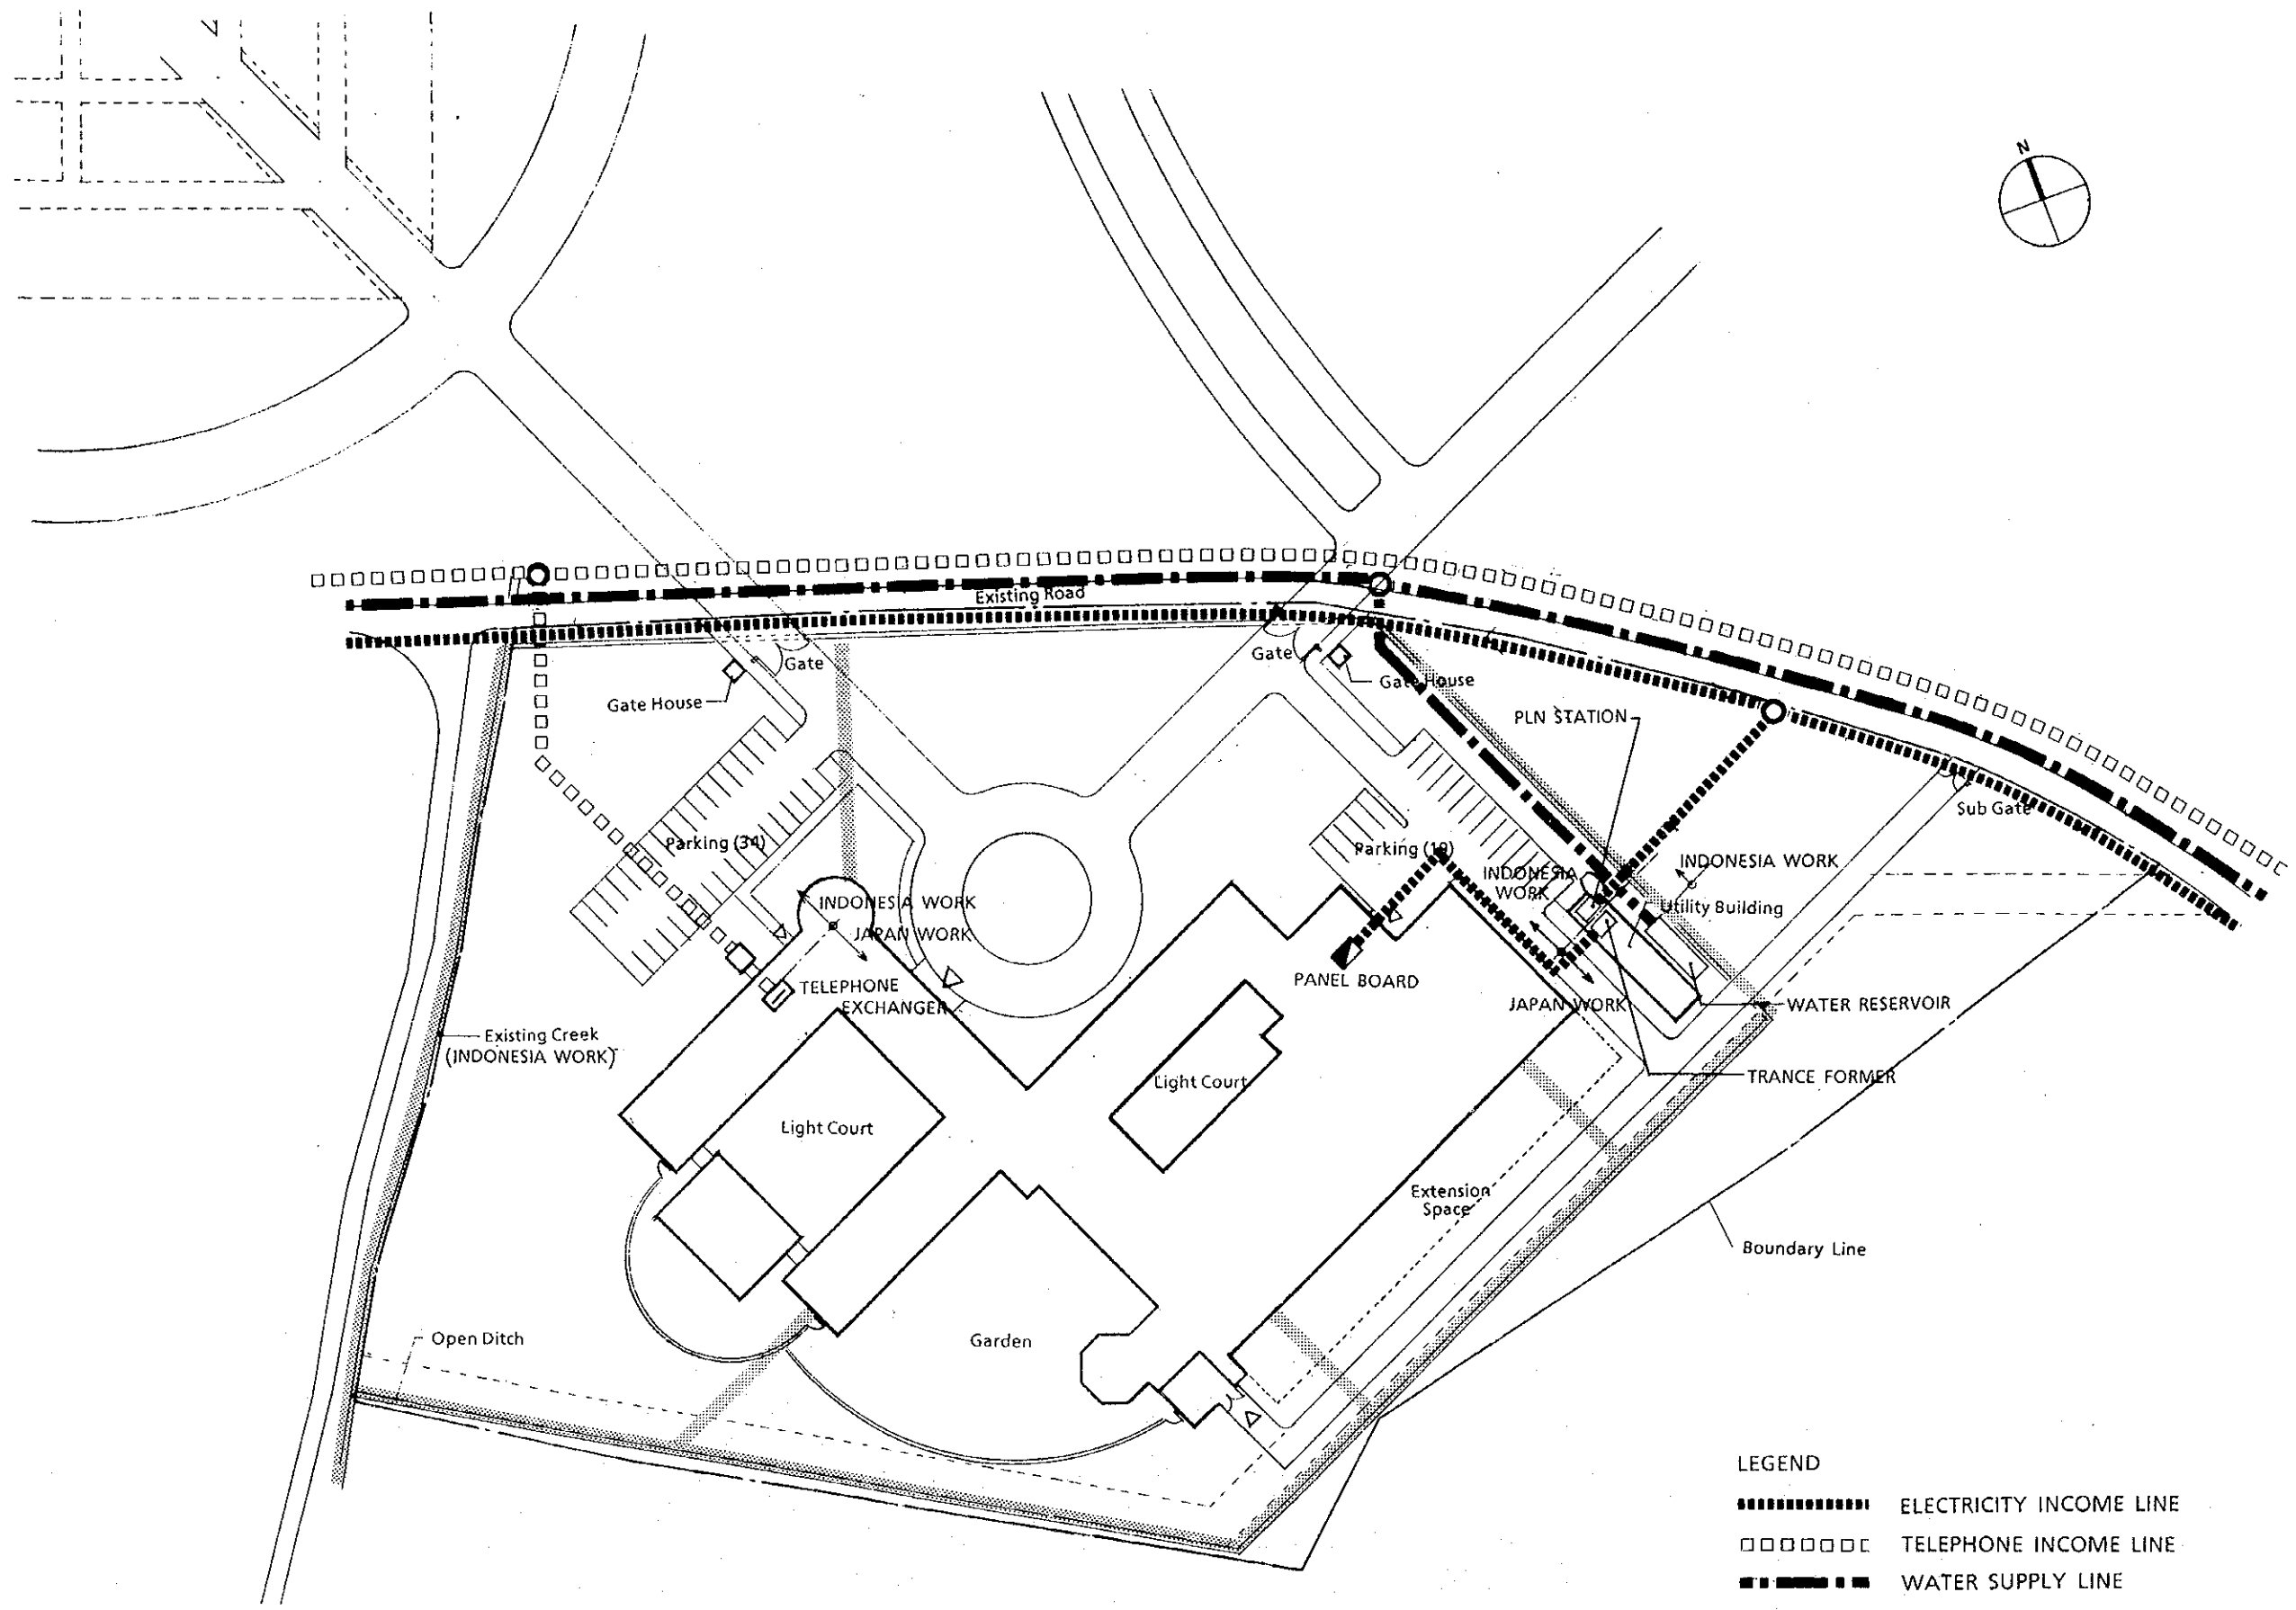 N
Existing Road
Gate
Gate House
Gate
Gate House
PLN STATION
Sub Gate
Parking (34)
Parking (19)
INDONESIA WORK
INDONESIA
WORK
Utility Building
INDONESIA WORK
JAPAN WORK
TELEPHONE
EXCHANGER
PANEL BOARD
JAPAN WORK
WATER RESERVOIR
Existing Creek
(INDONESIA WORK)
TRANCE FORMER
Light Court
Light Court
Extension
Space
Boundary Line
Open Ditch
Garden
LEGEND
ELECTRICITY INCOME LINE
TELEPHONE INCOME LINE
WATER SUPPLY LINE